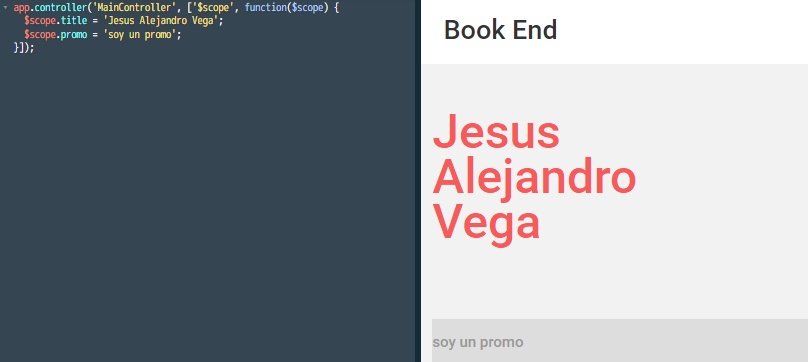 app.controller('MainController', ['$scope', function($scope) {
$scope.title = 'Jesus Alejandro Vega';
$scope.promo = 'soy un promo';
}]);
Book End
Jesus
Alejandro
Vega
soy un promo